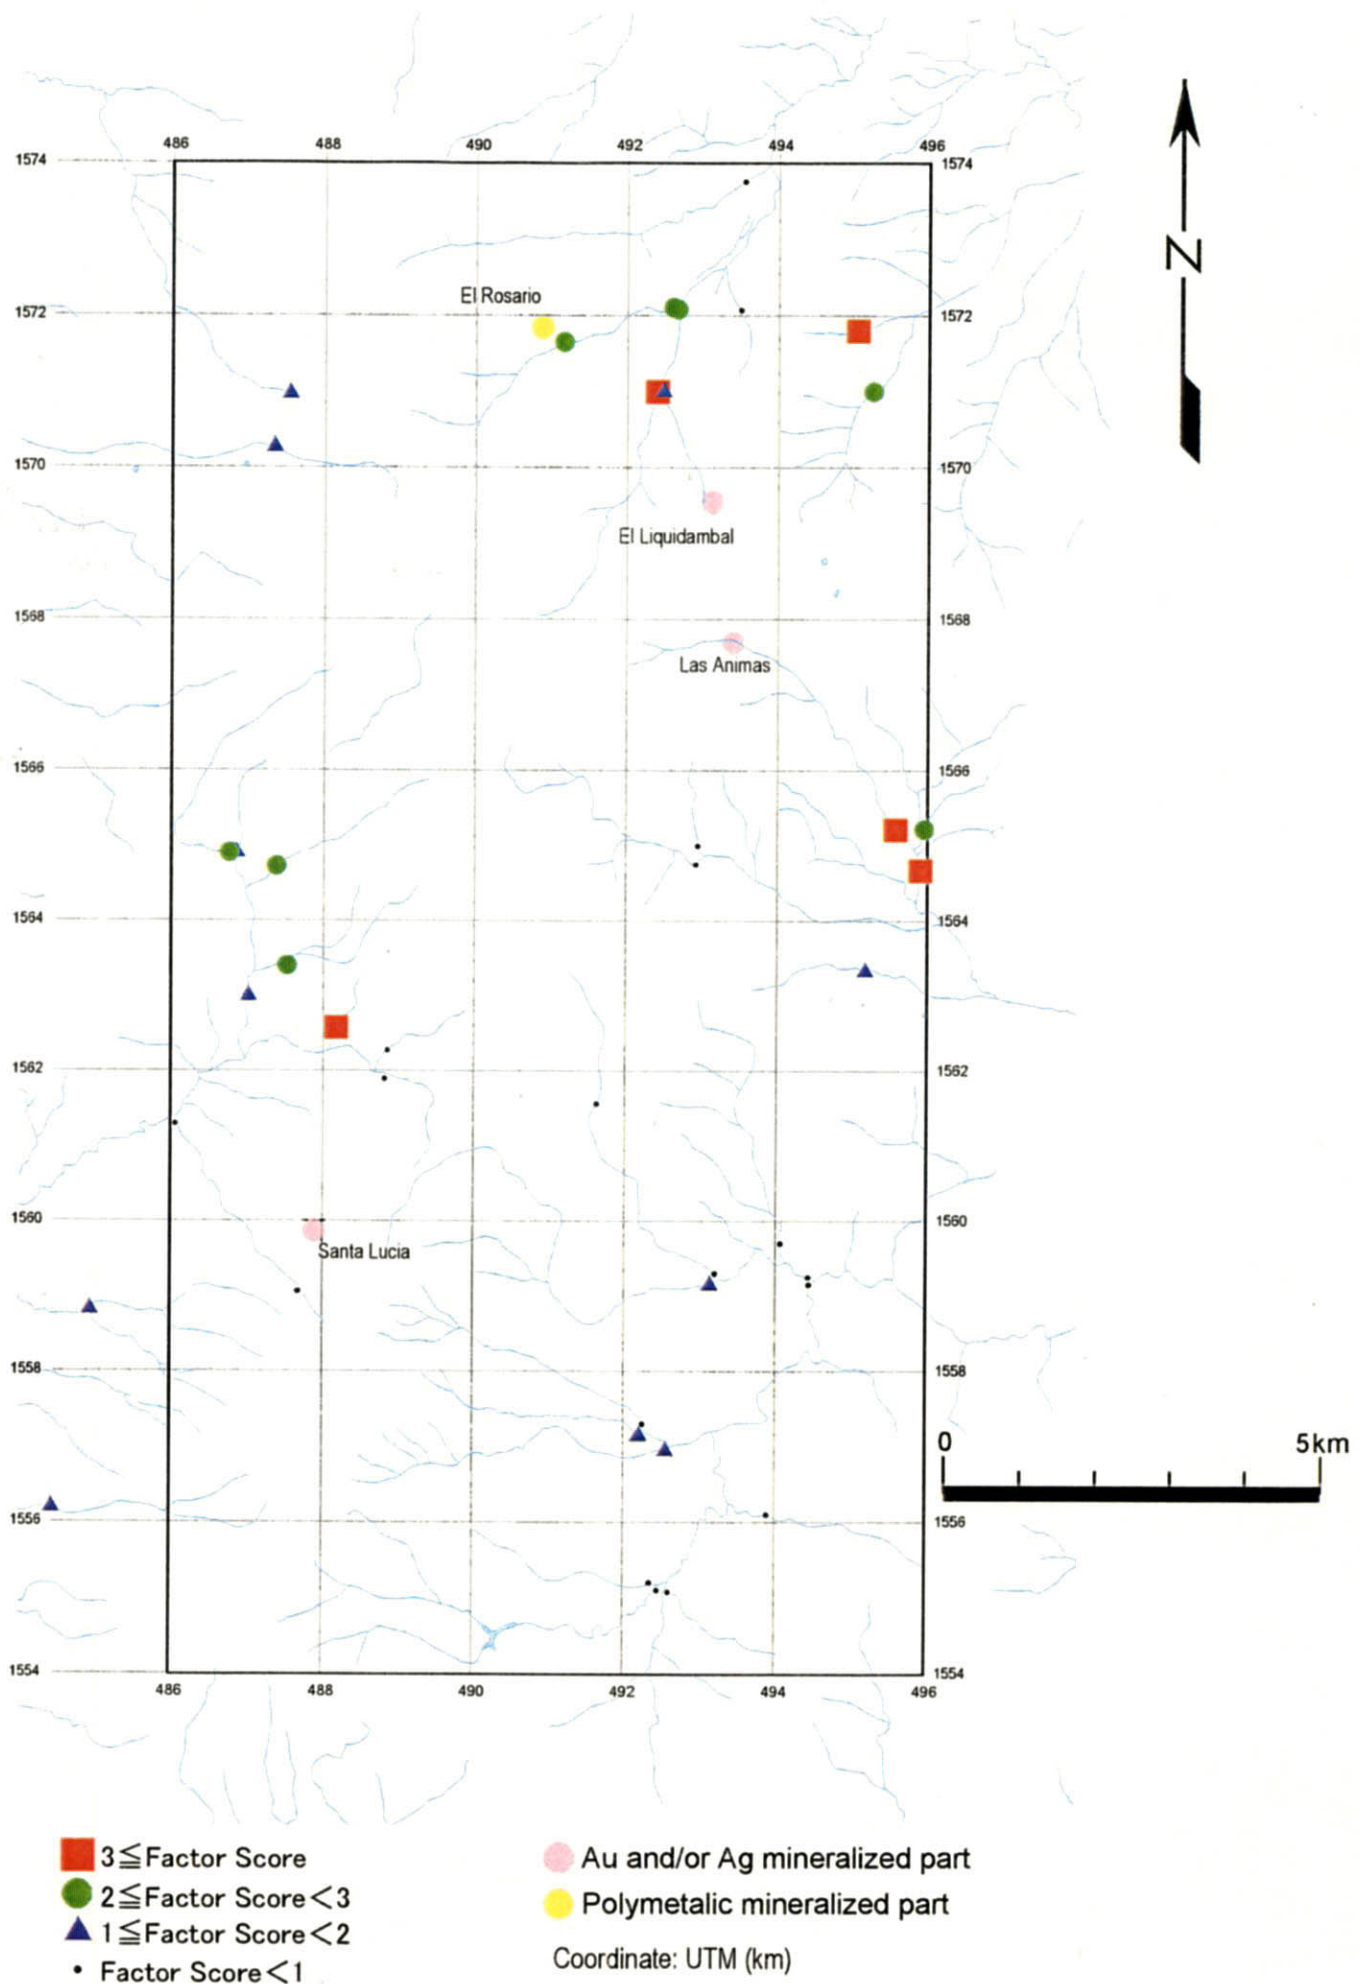 486 488 490 492 494 496
1574 1574
N
El Rosario
1572 1572
1570 1570
El Liquidambal
1568 1568
Las Animas
1566 1566
1564 1564
1562 1562
1560 1560
Santa Lucia
1558 1558
0 5km
1556 1556
1554 1554
486 488 490 492 494 496
3≦Factor Score
2≦Factor Score<3
1≦Factor Score<2
Factor Score<1
Au and/or Ag mineralized part
Polymetalic mineralized part
Coordinate: UTM (km)